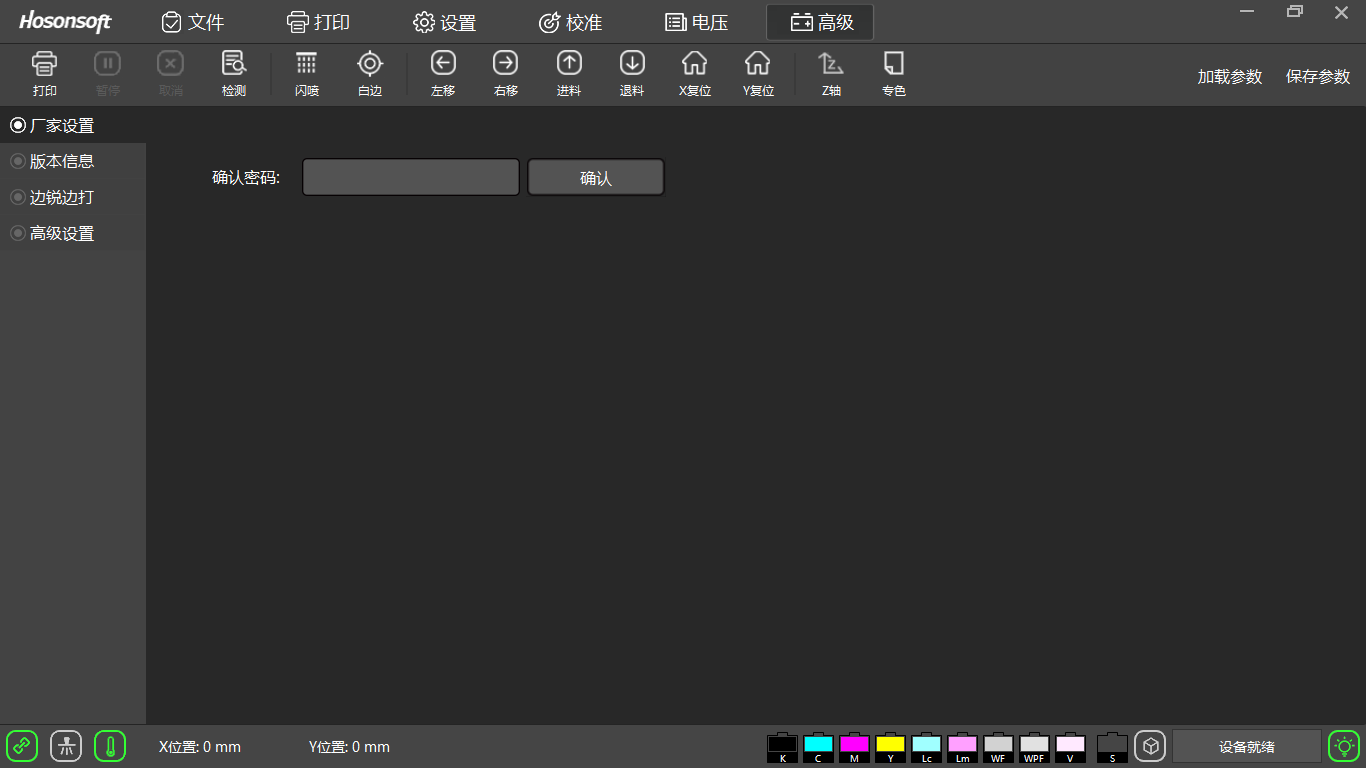 Hosonsoft 文件 打印 设置 校准 电压 高级
打印 暂停 取消 检测 闪喷 白边 左移 右移 进料 退料 X复位 Y复位 Z轴 专色 加载参数 保存参数
厂家设置
版本信息
边锐边打
高级设置
确认密码: 确认
X位置: 0 mm Y位置: 0 mm K C M Y Lc Lm WF WPF V S 设备就绪